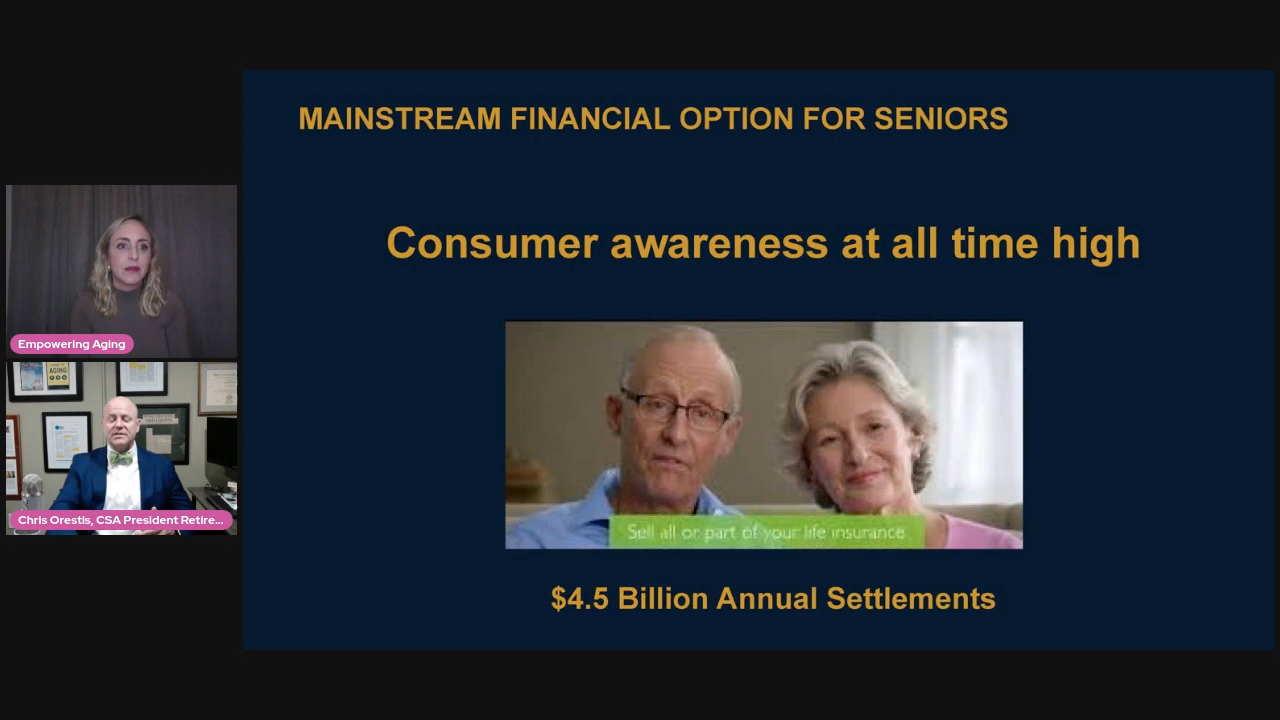 MAINSTREAM FINANCIAL OPTION FOR SENIORS
Consumer awareness at all time high
Sell all or part of your life insurance
$4.5 Billion Annual Settlements
Empowering Aging
AGING
Chris Orestis, CSA President Retire...